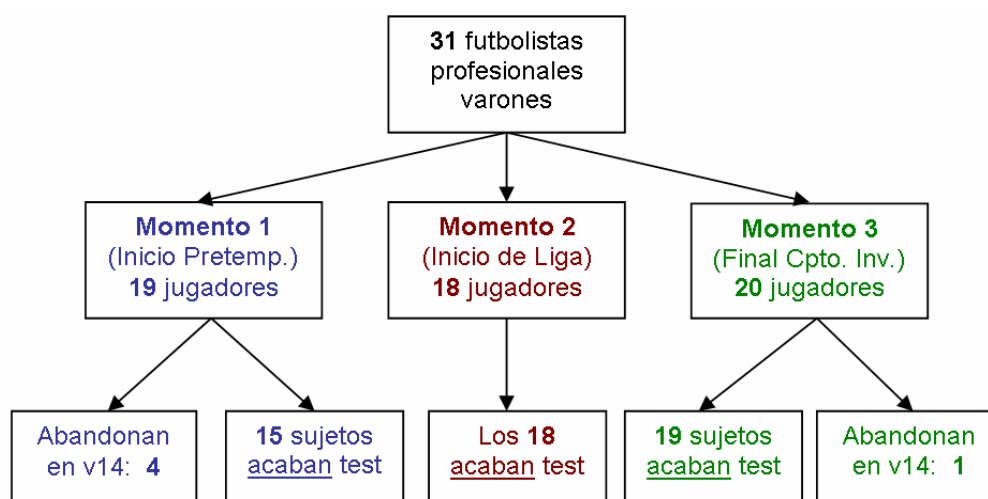 31 futbolistas
profesionales
varones
Momento 1
(Inicio Pretemp.)
19 jugadores
Momento 2
(Inicio de Liga)
18 jugadores
Momento 3
(Final Cpto. Inv.)
20 jugadores
Abandonan
en v14: 4
15 sujetos
acaban test
Los 18
acaban test
19 sujetos
acaban test
Abandonan
en v14: 1